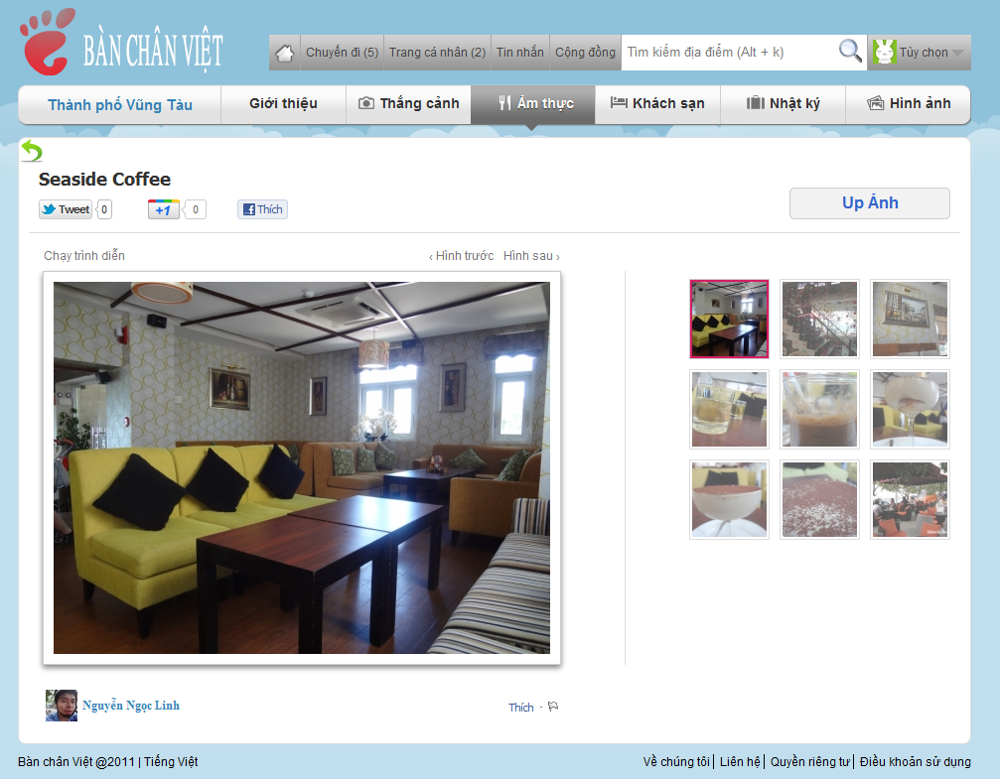 BÀN CHÂN VIỆT
Chuyến đi (5) Trang cá nhân (2) Tin nhắn Cộng đồng Tìm kiếm địa điểm (Alt + k) Tùy chọn
Thành phố Vũng Tàu Giới thiệu Thắng cảnh Ẩm thực Khách sạn Nhật ký Hình ảnh
Seaside Coffee
Tweet 0 +1 0 Thích
Up Ảnh
Chạy trình diễn ‹ Hình trước Hình sau ›
Nguyễn Ngọc Linh Thích ·
Bàn chân Việt @2011 | Tiếng Việt Về chúng tôi| Liên hệ| Quyền riêng tư| Điều khoản sử dụng